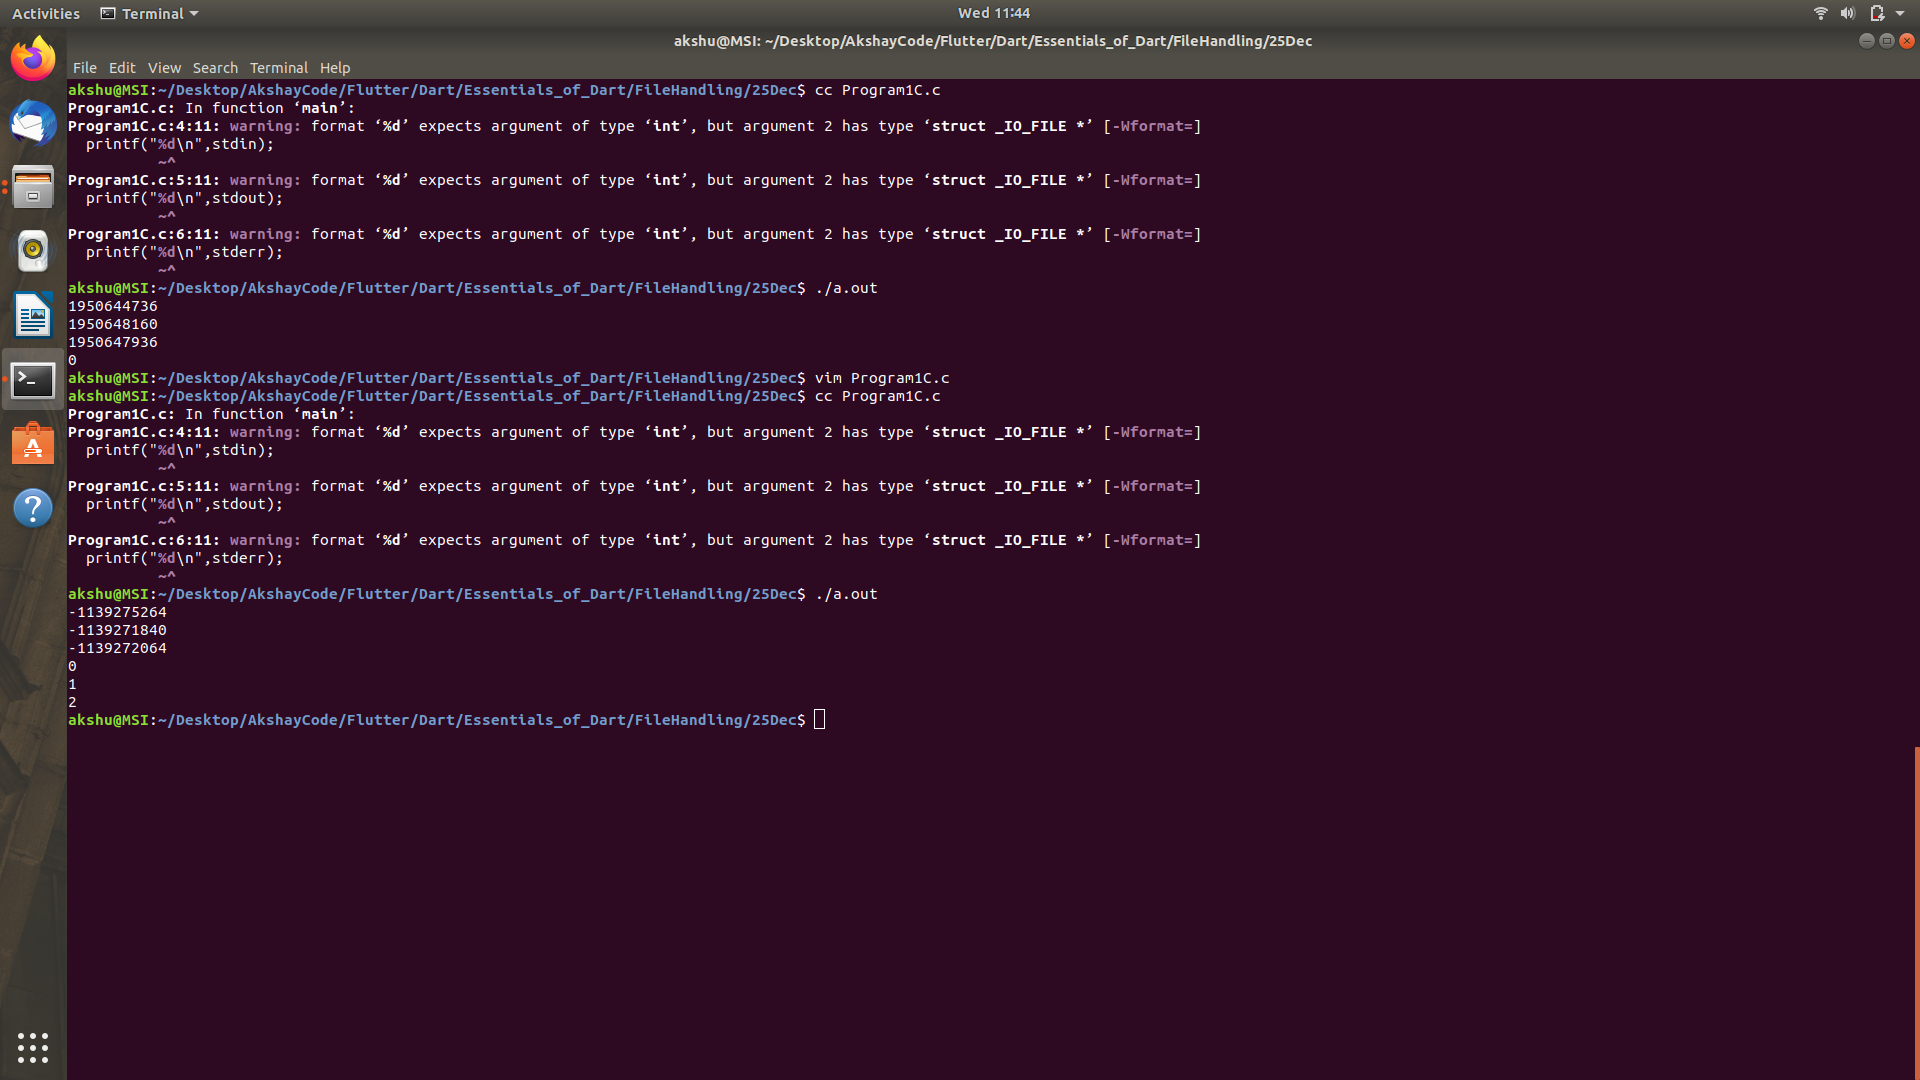 Activities Terminal Wed 11:44
akshu@MSI: ~/Desktop/AkshayCode/Flutter/Dart/Essentials_of_Dart/FileHandling/25Dec
File Edit View Search Terminal Help
akshu@MSI:~/Desktop/AkshayCode/Flutter/Dart/Essentials_of_Dart/FileHandling/25Dec$ cc Program1C.c
Program1C.c: In function ‘main’:
Program1C.c:4:11: warning: format ‘%d’ expects argument of type ‘int’, but argument 2 has type ‘struct _IO_FILE *’ [-Wformat=]
  printf("%d\n",stdin);
          ~^
Program1C.c:5:11: warning: format ‘%d’ expects argument of type ‘int’, but argument 2 has type ‘struct _IO_FILE *’ [-Wformat=]
  printf("%d\n",stdout);
          ~^
Program1C.c:6:11: warning: format ‘%d’ expects argument of type ‘int’, but argument 2 has type ‘struct _IO_FILE *’ [-Wformat=]
  printf("%d\n",stderr);
          ~^
akshu@MSI:~/Desktop/AkshayCode/Flutter/Dart/Essentials_of_Dart/FileHandling/25Dec$ ./a.out
1950644736
1950648160
1950647936
0
akshu@MSI:~/Desktop/AkshayCode/Flutter/Dart/Essentials_of_Dart/FileHandling/25Dec$ vim Program1C.c
akshu@MSI:~/Desktop/AkshayCode/Flutter/Dart/Essentials_of_Dart/FileHandling/25Dec$ cc Program1C.c
Program1C.c: In function ‘main’:
Program1C.c:4:11: warning: format ‘%d’ expects argument of type ‘int’, but argument 2 has type ‘struct _IO_FILE *’ [-Wformat=]
  printf("%d\n",stdin);
          ~^
Program1C.c:5:11: warning: format ‘%d’ expects argument of type ‘int’, but argument 2 has type ‘struct _IO_FILE *’ [-Wformat=]
  printf("%d\n",stdout);
          ~^
Program1C.c:6:11: warning: format ‘%d’ expects argument of type ‘int’, but argument 2 has type ‘struct _IO_FILE *’ [-Wformat=]
  printf("%d\n",stderr);
          ~^
akshu@MSI:~/Desktop/AkshayCode/Flutter/Dart/Essentials_of_Dart/FileHandling/25Dec$ ./a.out
-1139275264
-1139271840
-1139272064
0
1
2
akshu@MSI:~/Desktop/AkshayCode/Flutter/Dart/Essentials_of_Dart/FileHandling/25Dec$